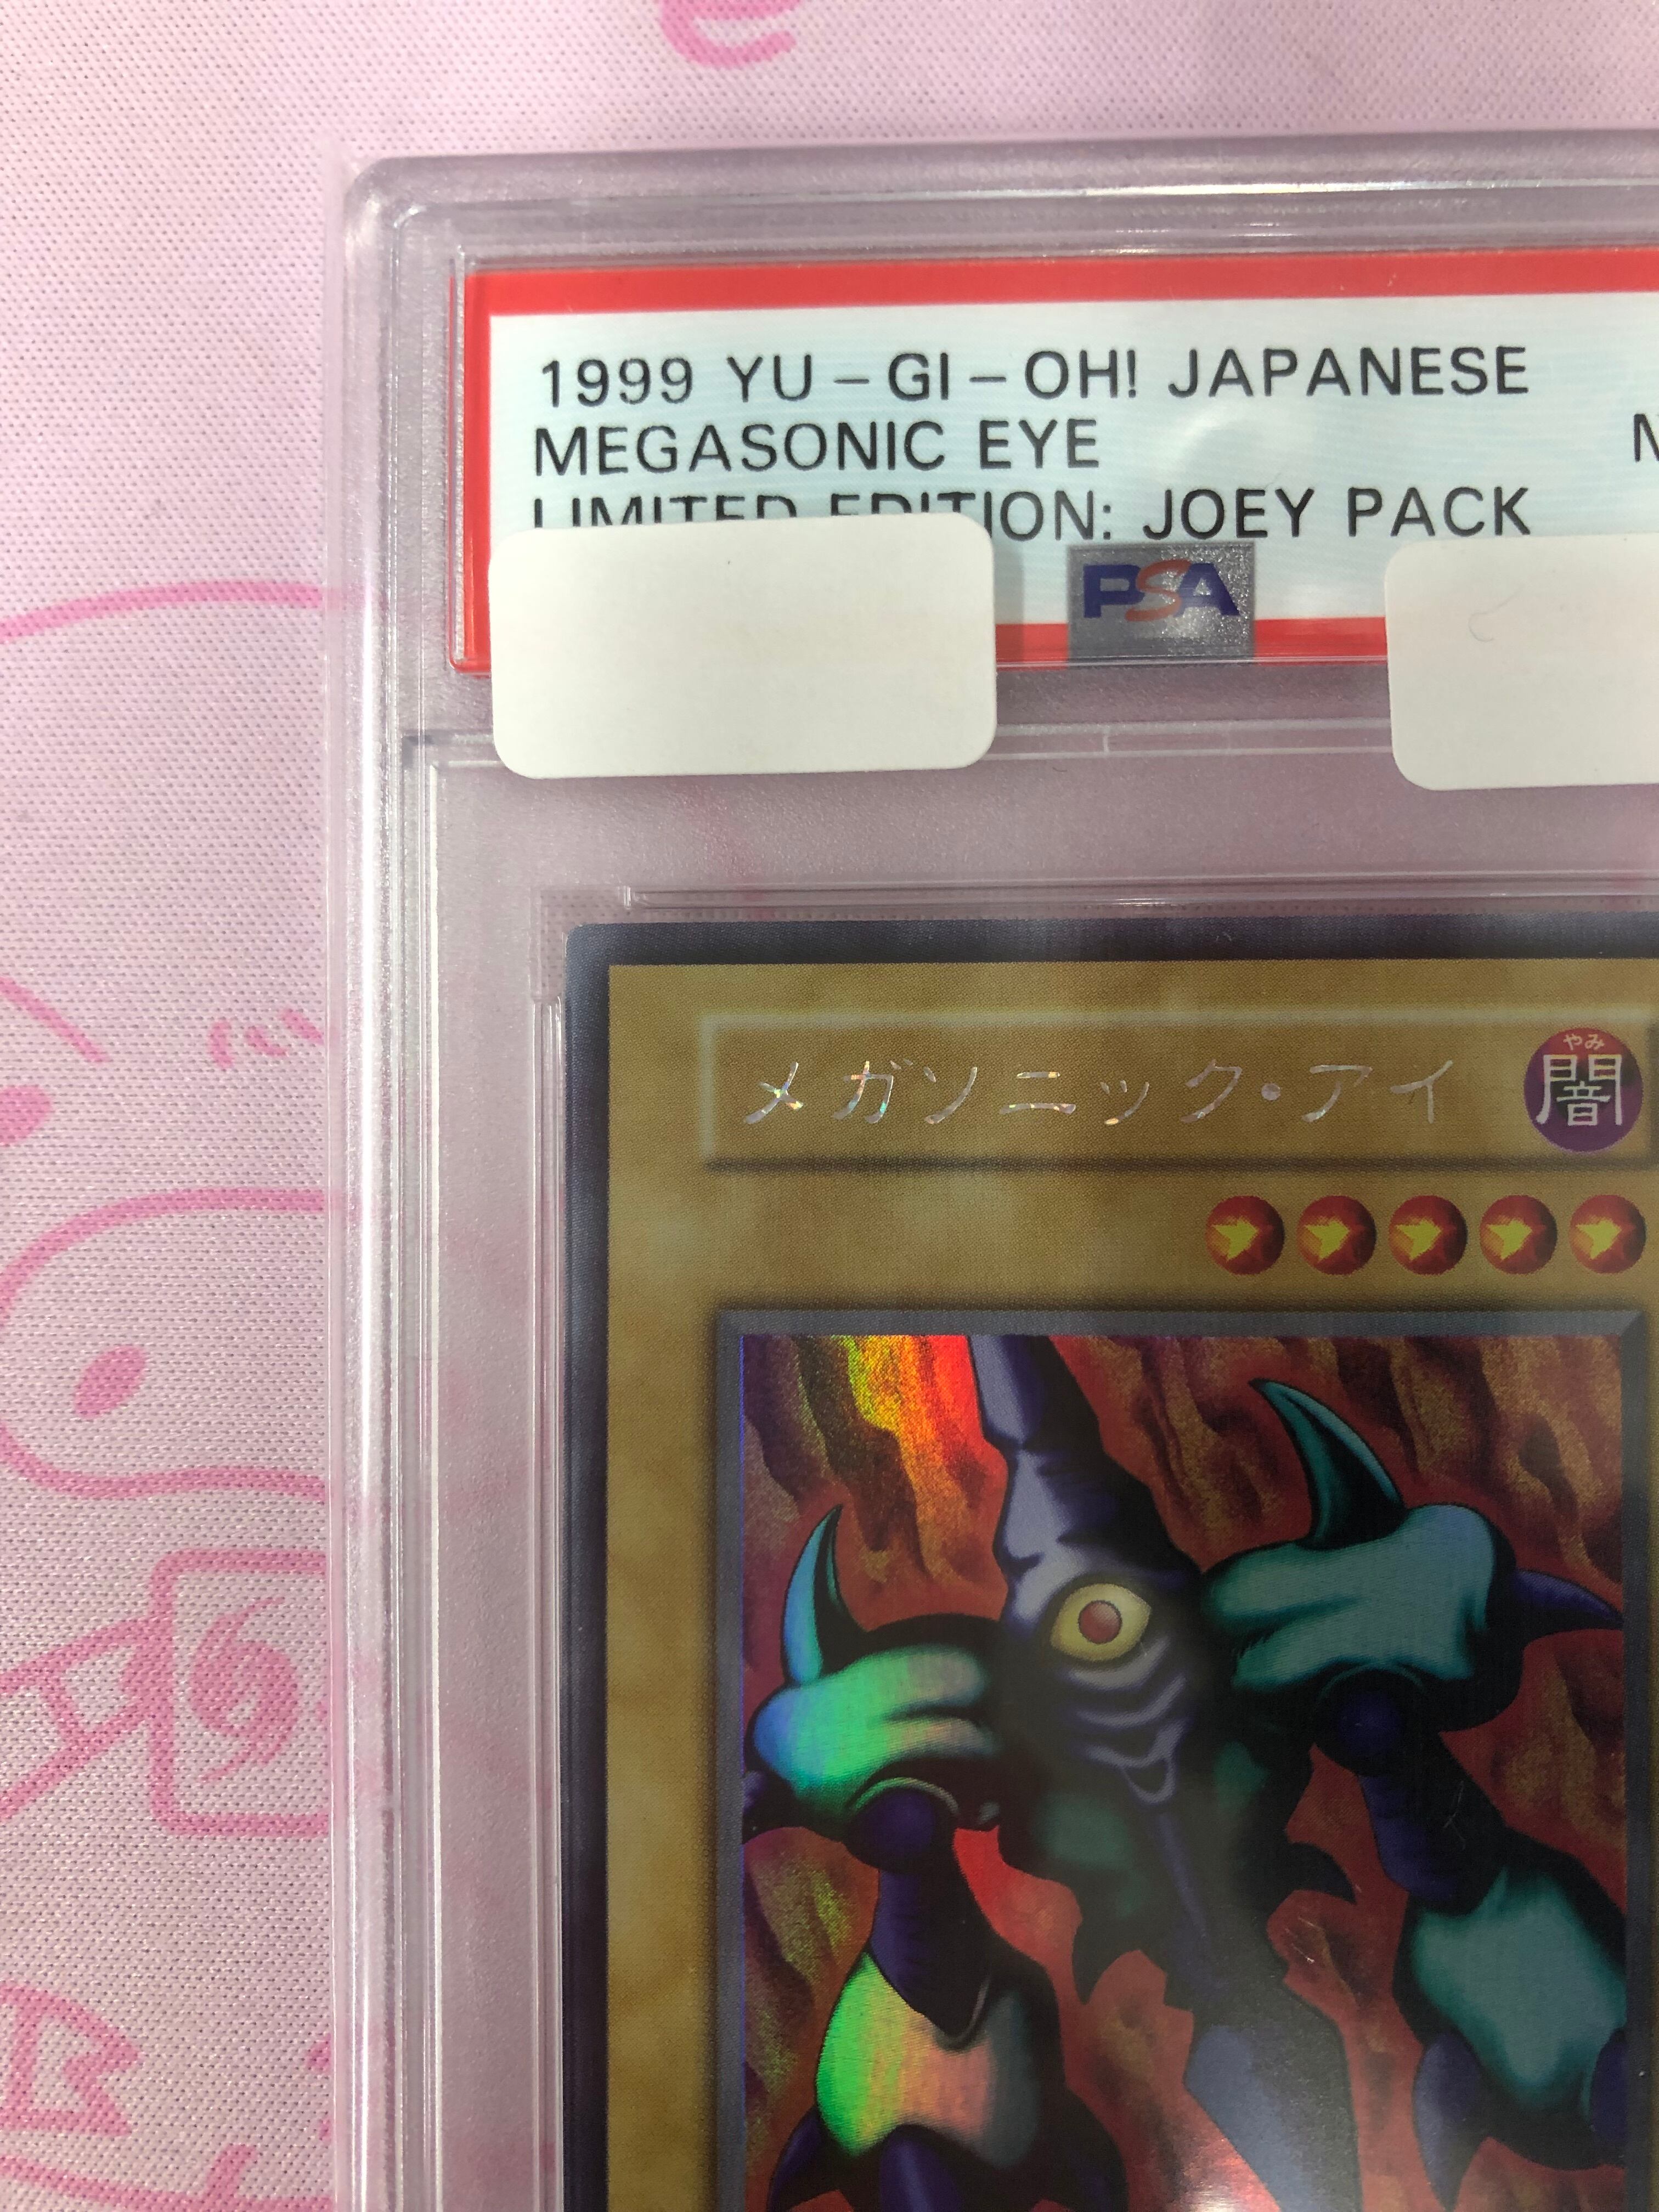 1999 YU-GI-OH! JAPANESE
MEGASONIC EYE
LIMITED EDITION: JOEY PACK
PSA
メガソニック・アイ
やみ
闇